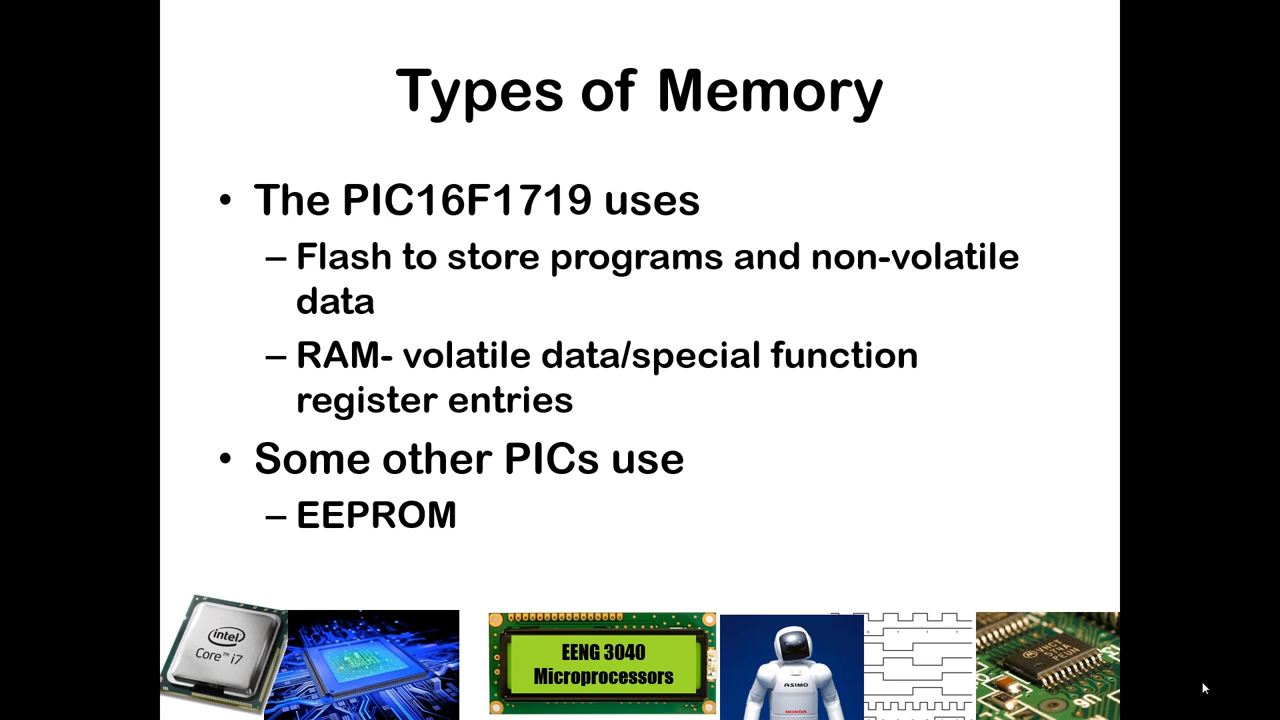 Types of Memory
• The PIC16F1719 uses
– Flash to store programs and non-volatile
data
– RAM- volatile data/special function
register entries
• Some other PICs use
– EEPROM
intel
Core™ i7
EENG 3040
Microprocessors
ASIMO
HONDA